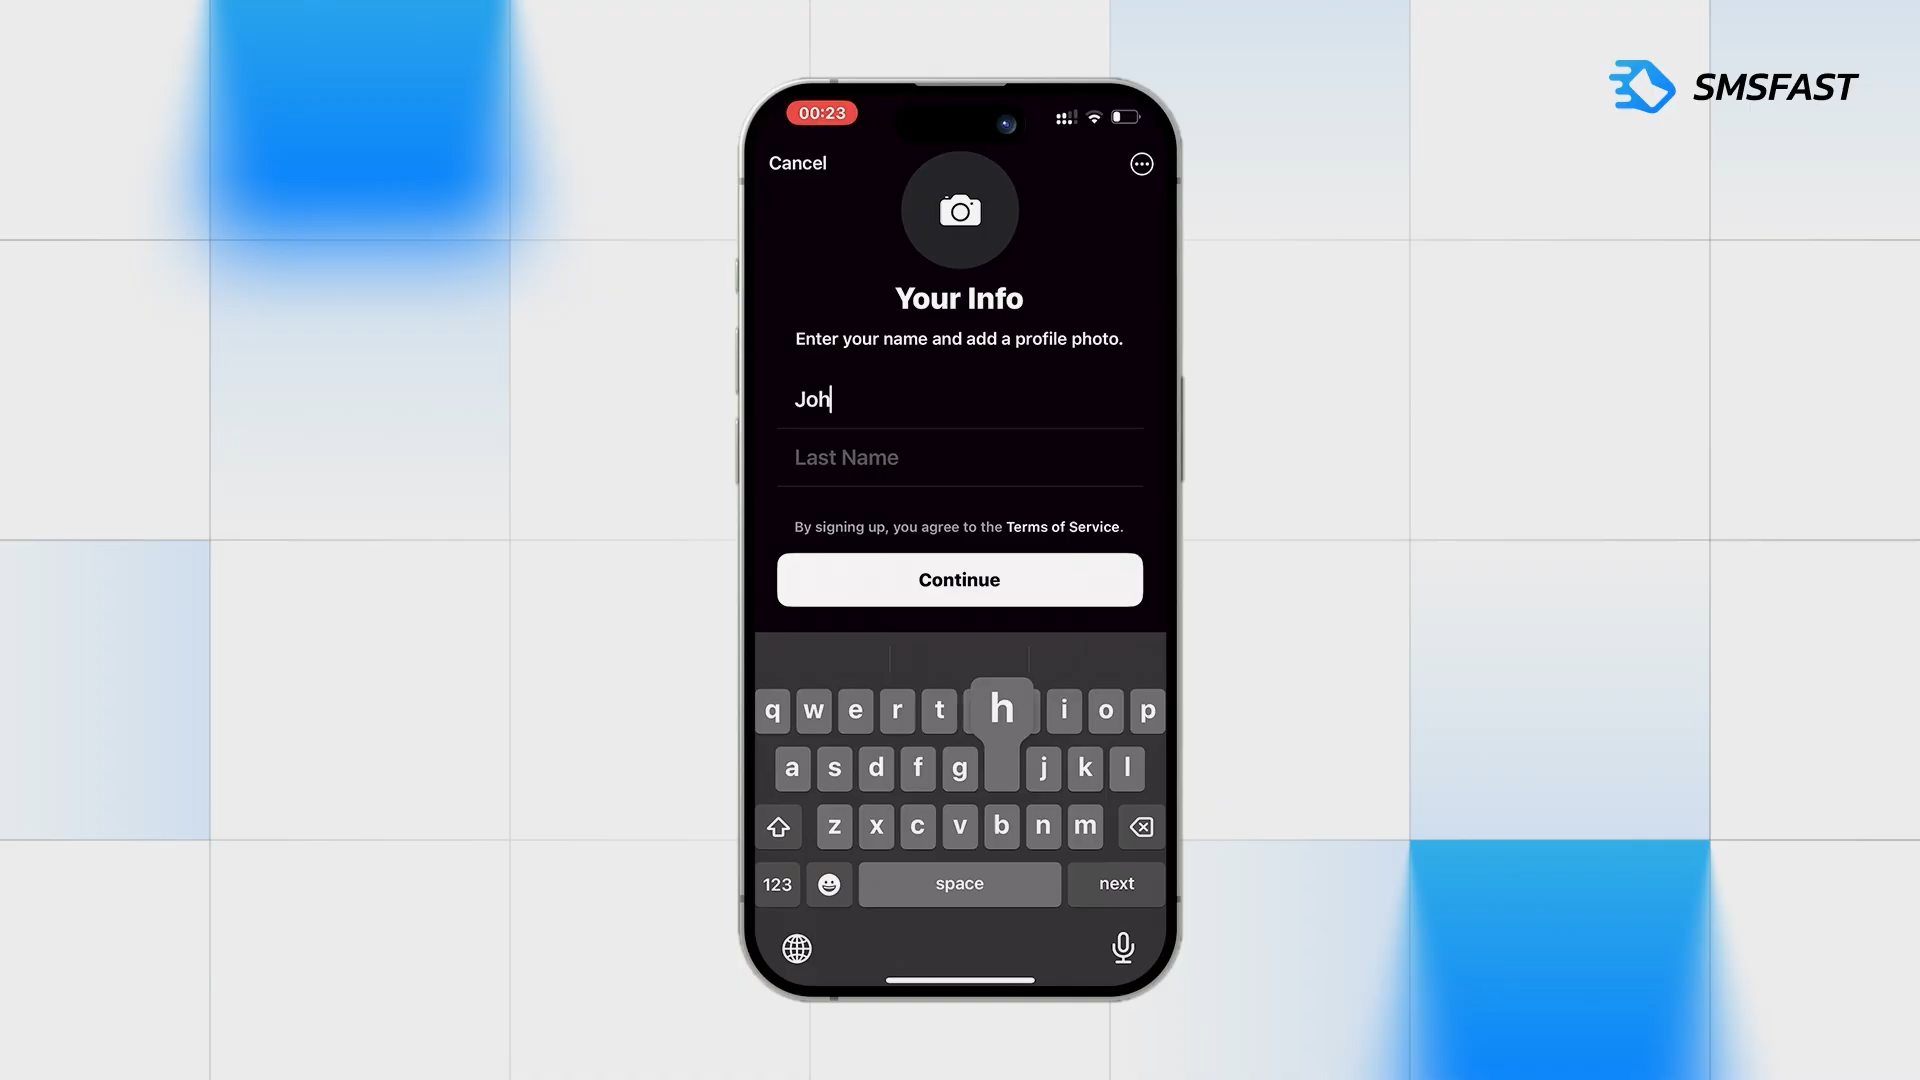 SMSFAST
00:23
Cancel
Your Info
Enter your name and add a profile photo.
Joh
Last Name
By signing up, you agree to the Terms of Service.
Continue
q w e r t h i o p
a s d f g j k l
z x c v b n m
123 space next